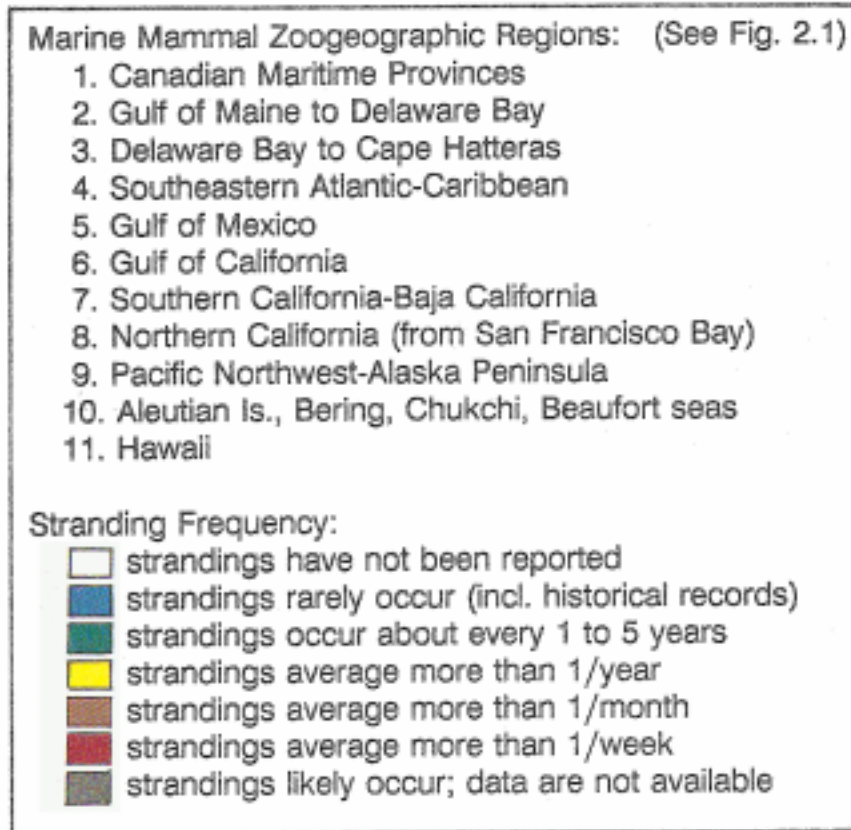 Marine Mammal Zoogeographic Regions: (See Fig. 2.1)
1. Canadian Maritime Provinces
2. Gulf of Maine to Delaware Bay
3. Delaware Bay to Cape Hatteras
4. Southeastern Atlantic-Caribbean
5. Gulf of Mexico
6. Gulf of California
7. Southern California-Baja California
8. Northern California (from San Francisco Bay)
9. Pacific Northwest-Alaska Peninsula
10. Aleutian Is., Bering, Chukchi, Beaufort seas
11. Hawaii
Stranding Frequency:
strandings have not been reported
strandings rarely occur (incl. historical records)
strandings occur about every 1 to 5 years
strandings average more than 1/year
strandings average more than 1/month
strandings average more than 1/week
strandings likely occur; data are not available